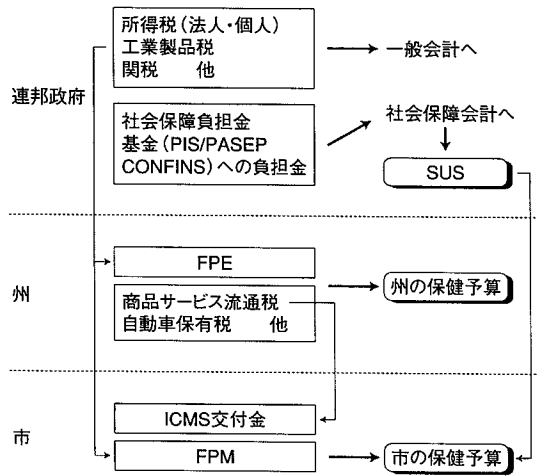 所得税（法人・個人）
工業製品税
関税　　他
一般会計へ
連邦政府
社会保障負担金
基金（PIS/PASEP
CONFINS）への負担金
社会保障会計へ
SUS
FPE
州
商品サービス流通税
自動車保有税　　他
州の保健予算
ICMS交付金
市
FPM
市の保健予算